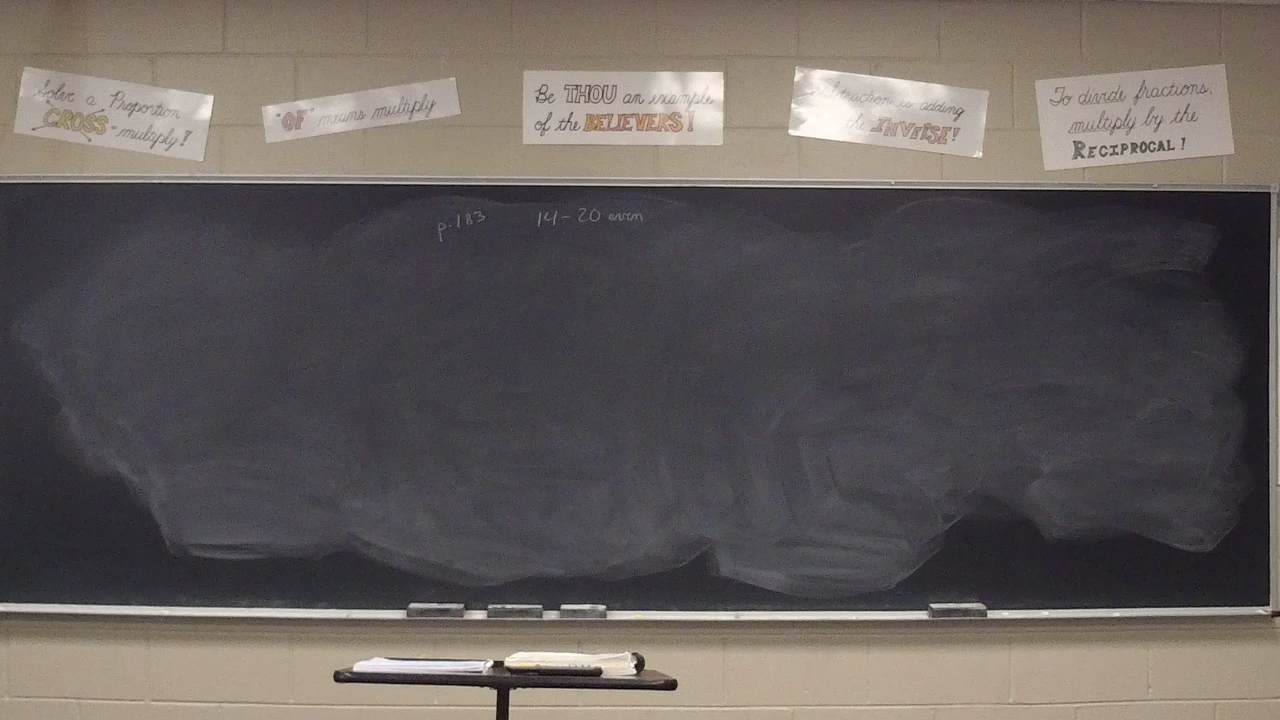 Solve a Proportion
"CROSS"-muliply!
"OF" means multiply
Be THOU an example
of the BELIEVERS!
Subtraction is adding
the INVERSE!
To divide fractions,
multiply by the
RECIPROCAL!
p.183 14-20 even